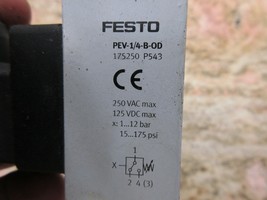 FESTO
PEV-1/4-B-OD
175250 P543
CE
250 VAC max
125 VDC max
x: 1...12 bar
15...175 psi
1
X
2 4 (3)